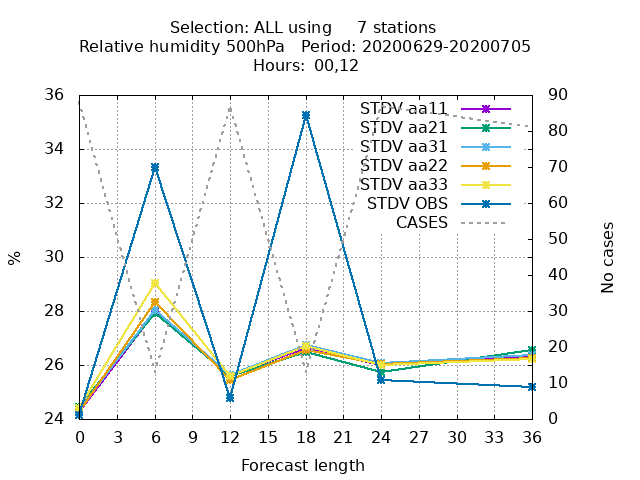 Selection: ALL using     7 stations
Relative humidity 500hPa   Period: 20200629-20200705
Hours:  00,12
36
34
32
30
28
26
24
%
90
80
70
60
50
40
30
20
10
0
No cases
STDV aa11
STDV aa21
STDV aa31
STDV aa22
STDV aa33
STDV OBS
CASES
0 3 6 9 12 15 18 21 24 27 30 33 36
Forecast length